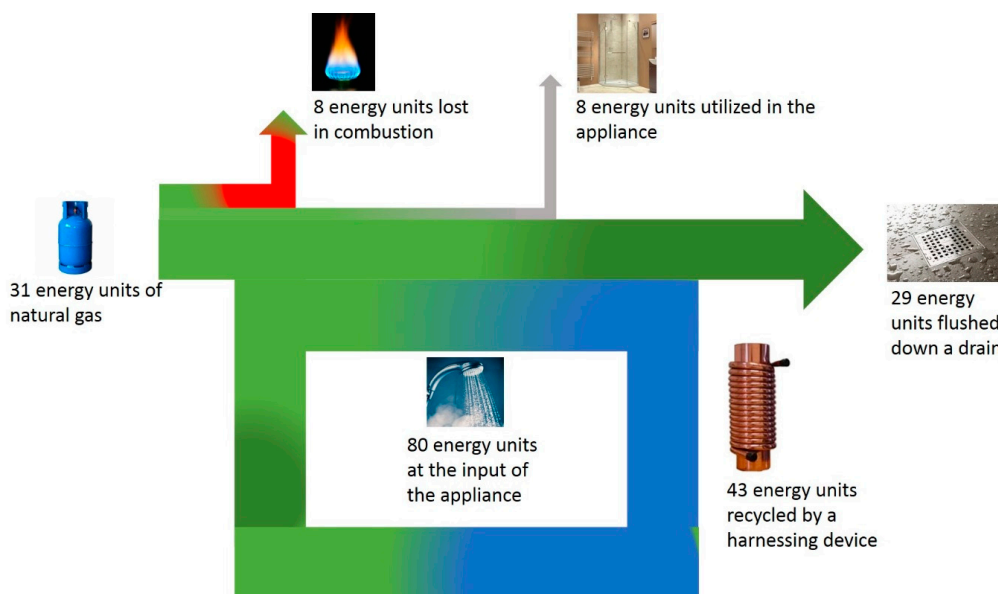 8 energy units lost
in combustion
8 energy units utilized in the
appliance
31 energy units of
natural gas
29 energy
units flushed
down a drain
80 energy units
at the input of
the appliance
43 energy units
recycled by a
harnessing device